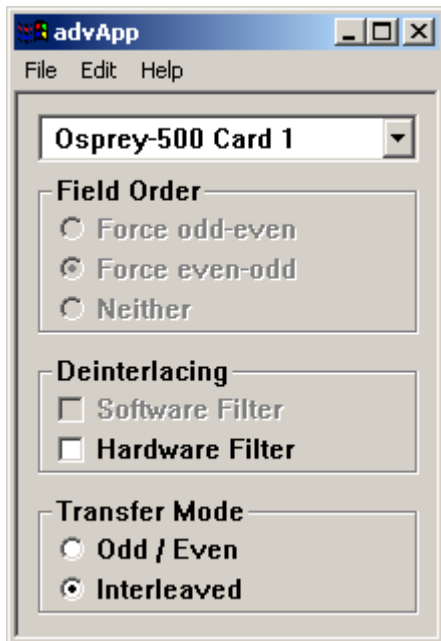 advApp
File Edit Help
Osprey-500 Card 1
Field Order
Force odd-even
Force even-odd
Neither
Deinterlacing
Software Filter
Hardware Filter
Transfer Mode
Odd / Even
Interleaved